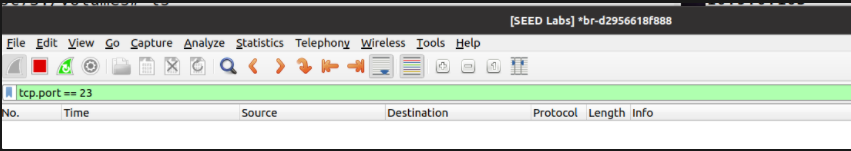 [SEED Labs] *br-d2956618f888
File Edit View Go Capture Analyze Statistics Telephony Wireless Tools Help
tcp.port == 23
No. Time Source Destination Protocol Length Info